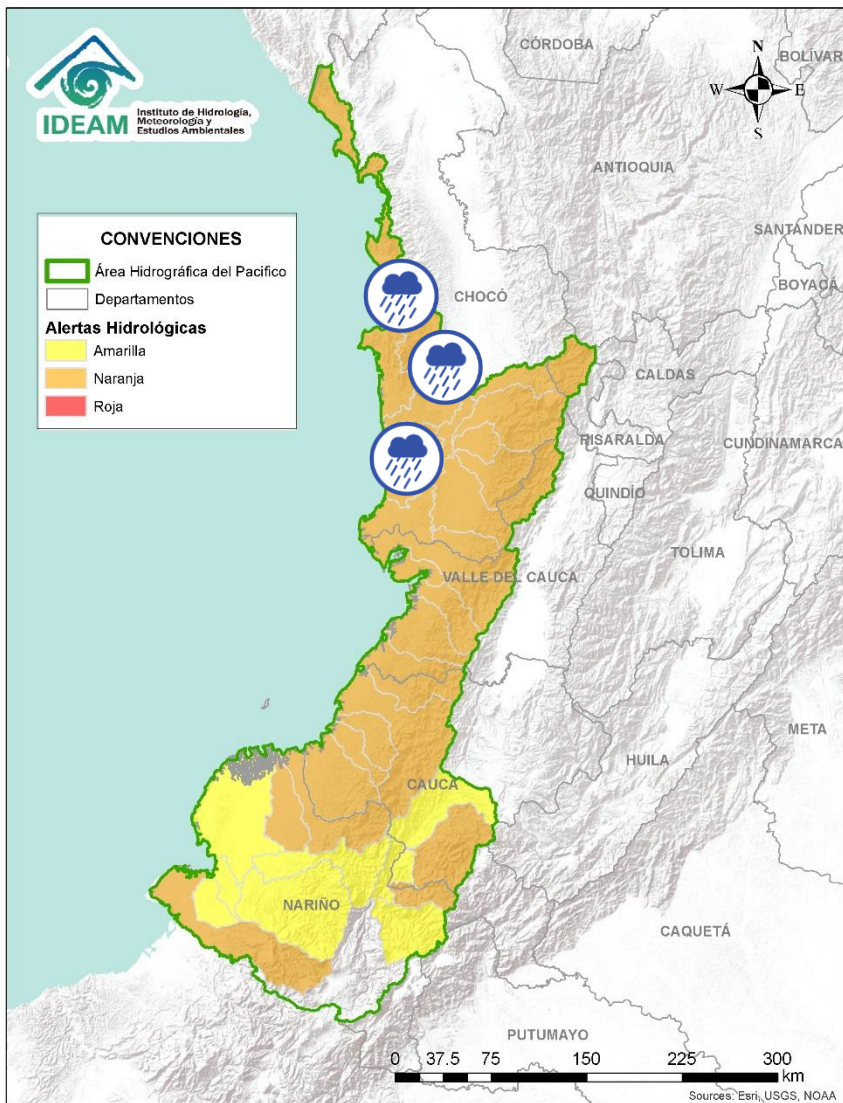 IDEAM
Instituto de Hidrología,
Meteorología y
Estudios Ambientales
N
W
E
S
CONVENCIONES
Área Hidrográfica del Pacifico
Departamentos
Alertas Hidrológicas
Amarilla
Naranja
Roja
CÓRDOBA
BOLÍVAR
ANTIOQUIA
SANTANDER
BOYACÁ
CHOCÓ
CALDAS
RISARALDA
CUNDINAMARCA
QUINDÍO
TOLIMA
VALLE DEL CAUCA
META
HUILA
CAUCA
NARIÑO
CAQUETÁ
PUTUMAYO
0 37.5 75 150 225 300
km
Sources: Esri, USGS, NOAA